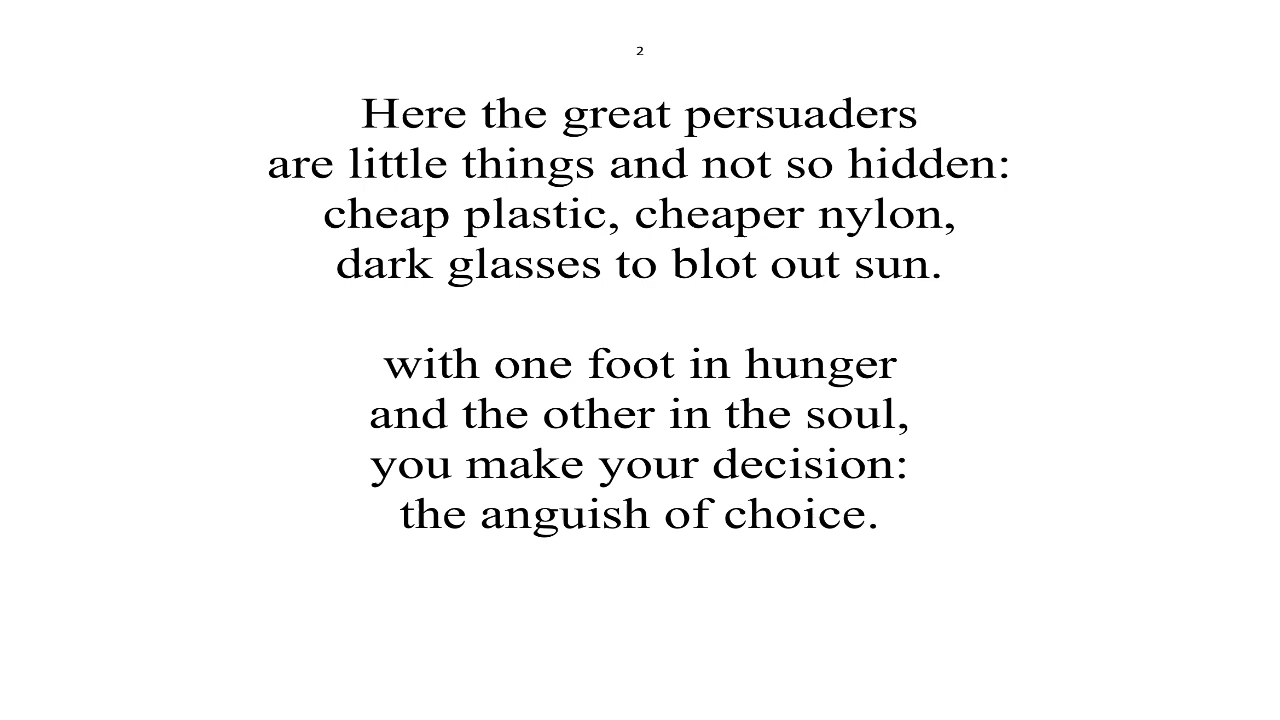 2
Here the great persuaders
are little things and not so hidden:
cheap plastic, cheaper nylon,
dark glasses to blot out sun.
with one foot in hunger
and the other in the soul,
you make your decision:
the anguish of choice.